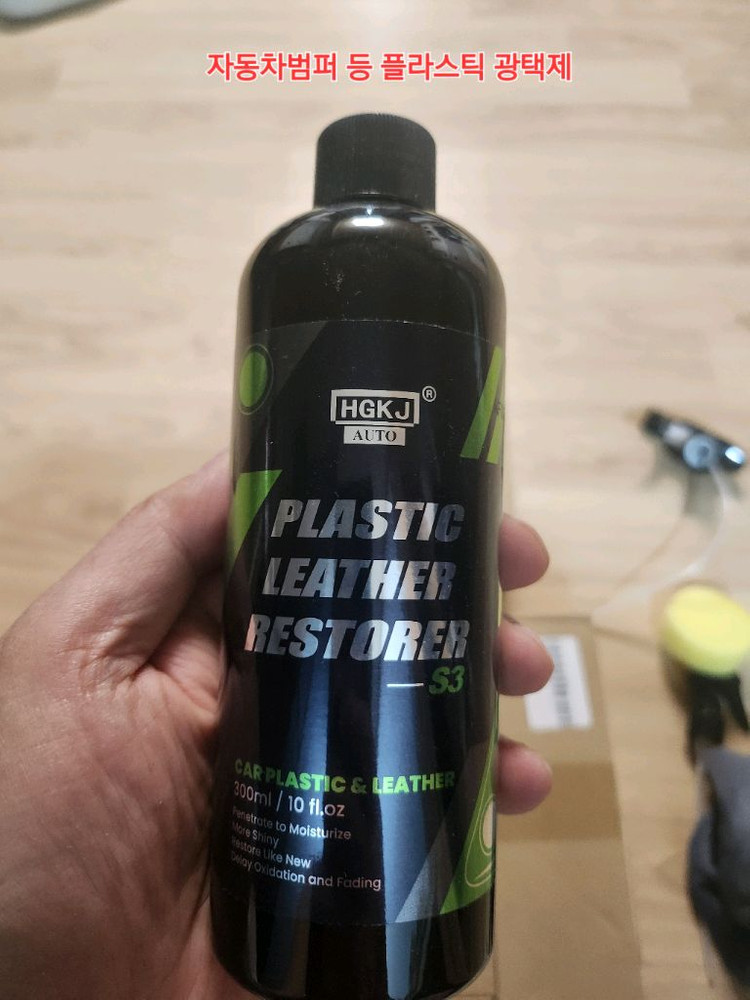 자동차범퍼 등 플라스틱 광택제
HGKJ®
AUTO
PLASTIC
LEATHER
RESTORER
S3
CAR PLASTIC & LEATHER
300ml / 10 fl.oz
Penetrate to Moisturize
More Shiny
Restore Like New
Delay Oxidation and Fading